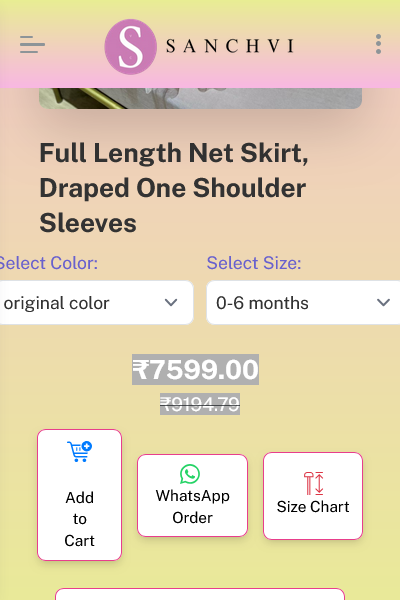 S SANCHVI
Full Length Net Skirt,
Draped One Shoulder
Sleeves
Select Color:
Select Size:
original color
0-6 months
₹7599.00
₹9194.79
Add
to
Cart
WhatsApp
Order
Size Chart